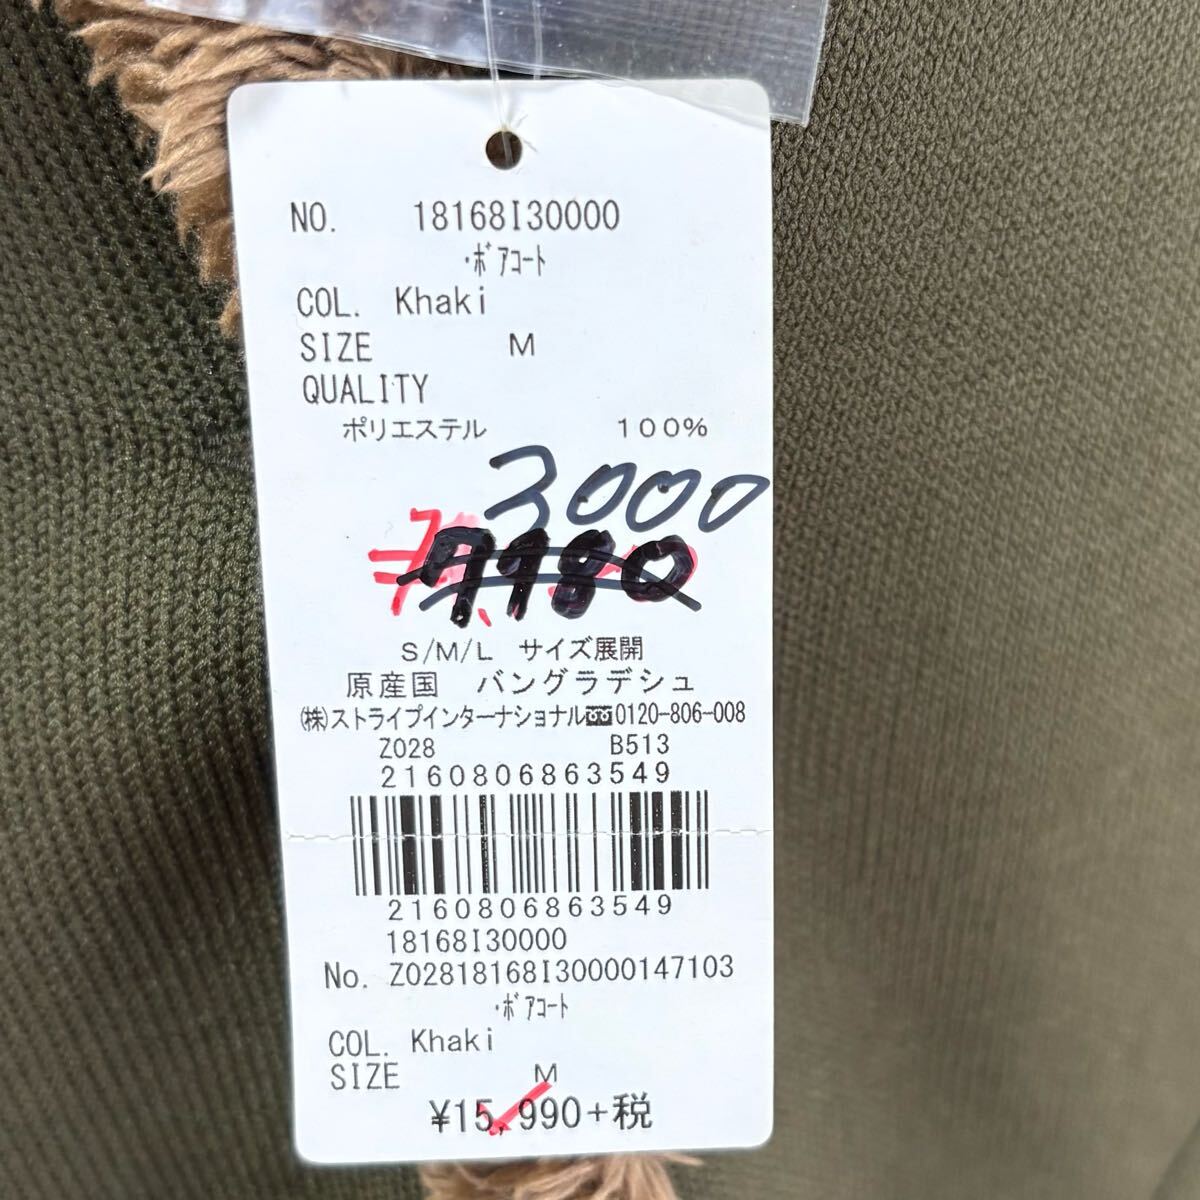 NO. 18168I30000
･ﾎﾞｱｺｰﾄ
COL. Khaki
SIZE M
QUALITY
ポリエステル 100%
3000
7,980
S/M/L サイズ展開
原産国 バングラデシュ
(株)ストライプインターナショナル 0120-806-008
Z028 B513
2160806863549
2160806863549
18168I30000
No. Z02818168I30000147103
･ﾎﾞｱｺｰﾄ
COL. Khaki
SIZE M
¥15,990+税